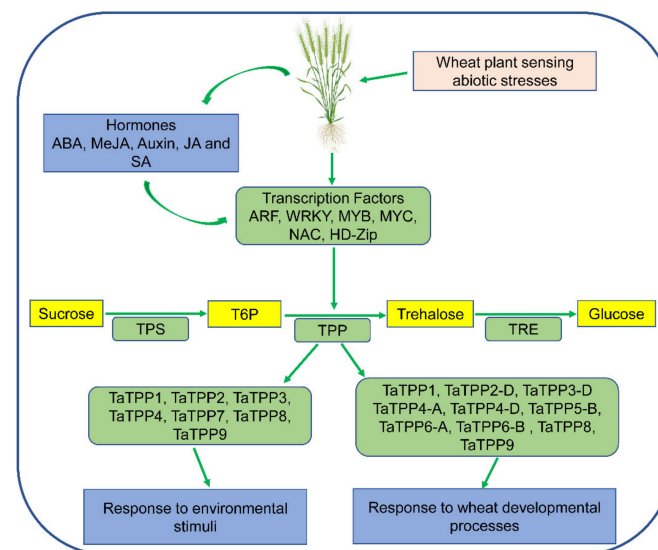 Wheat plant sensing
abiotic stresses
Hormones
ABA, MeJA, Auxin, JA and
SA
Transcription Factors
ARF, WRKY, MYB, MYC,
NAC, HD-Zip
Sucrose
TPS
T6P
TPP
Trehalose
TRE
Glucose
TaTPP1, TaTPP2, TaTPP3,
TaTPP4, TaTPP7, TaTPP8,
TaTPP9
TaTPP1, TaTPP2-D, TaTPP3-D
TaTPP4-A, TaTPP4-D, TaTPP5-B,
TaTPP6-A, TaTPP6-B , TaTPP8,
TaTPP9
Response to environmental
stimuli
Response to wheat developmental
processes